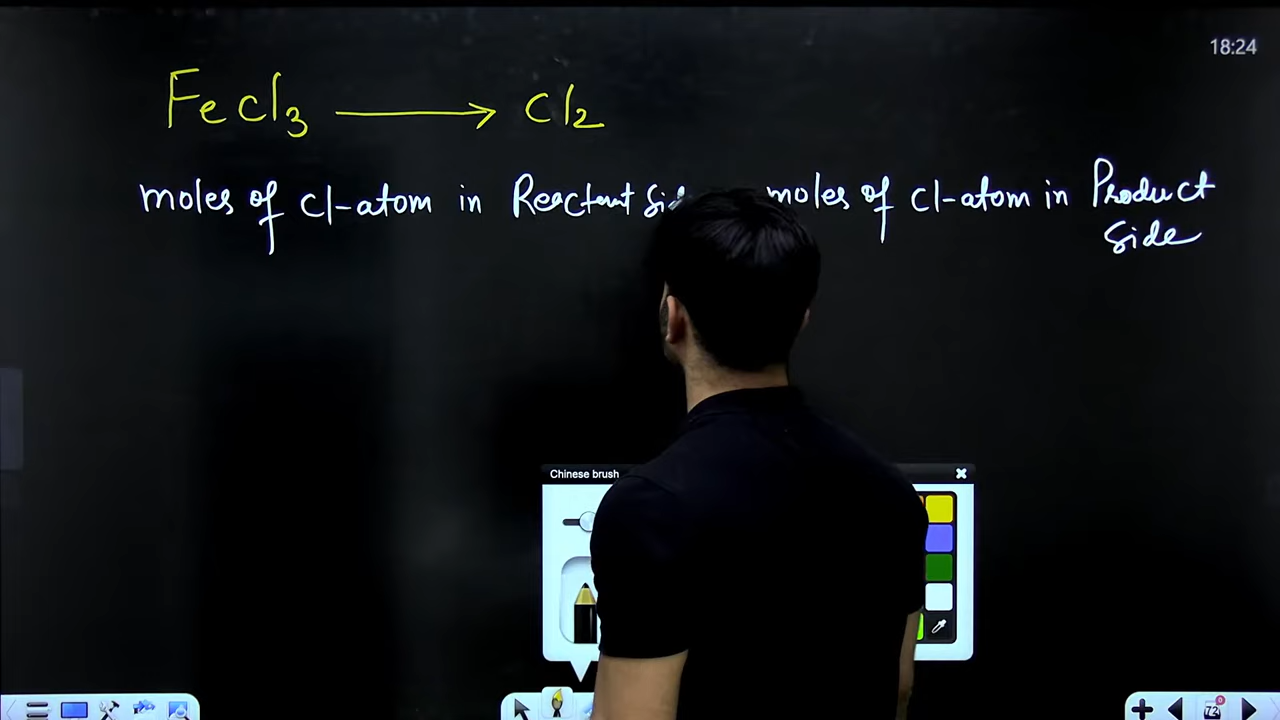 18:24
FeCl3 ⟶ Cl2
moles of Cl-atom in Reactant moles of Cl-atom in Product
Side
Chinese brush
72